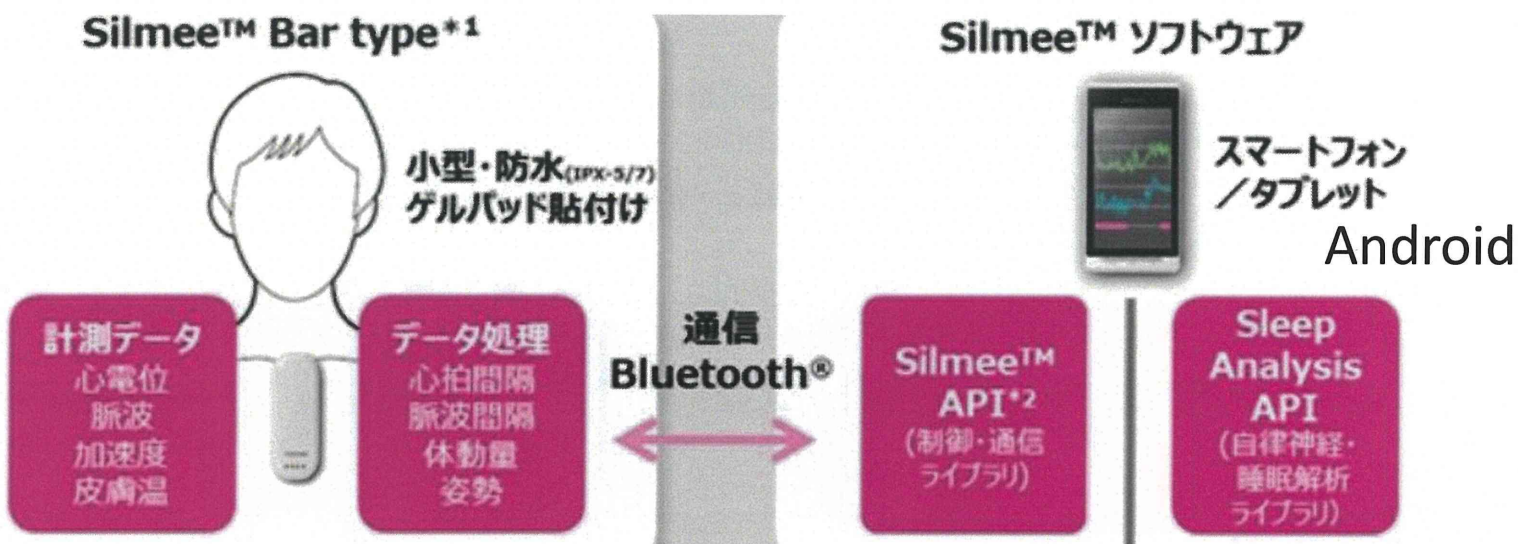 Silmee™ Bar type*1
小型・防水(IPX-5/7)
ゲルパッド貼付け
計測データ
心電位
脈波
加速度
皮膚温
データ処理
心拍間隔
脈波間隔
体動量
姿勢
通信
Bluetooth®
Silmee™ ソフトウェア
スマートフォン
／タブレット
Android
Silmee™
API*2
(制御・通信
ライブラリ)
Sleep
Analysis
API
(自律神経・
睡眠解析
ライブラリ)